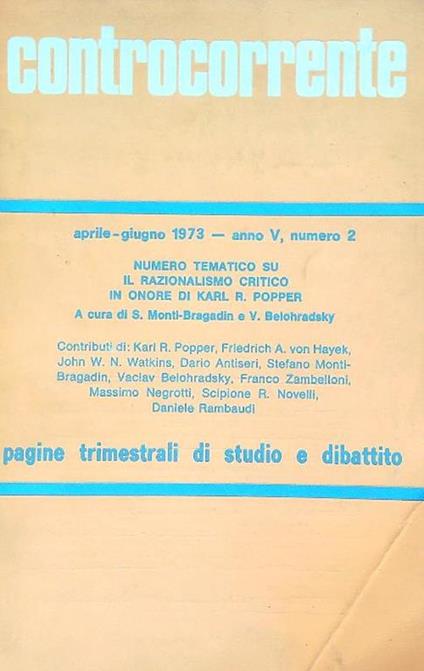 controcorrente
aprile-giugno 1973 — anno V, numero 2
NUMERO TEMATICO SU
IL RAZIONALISMO CRITICO
IN ONORE DI KARL R. POPPER
A cura di S. Monti-Bragadin e V. Belohradsky
Contributi di: Karl R. Popper, Friedrich A. von Hayek,
John W. N. Watkins, Dario Antiseri, Stefano Monti-
Bragadin, Vaclav Belohradsky, Franco Zambelloni,
Massimo Negrotti, Scipione R. Novelli,
Daniele Rambaudi
pagine trimestrali di studio e dibattito